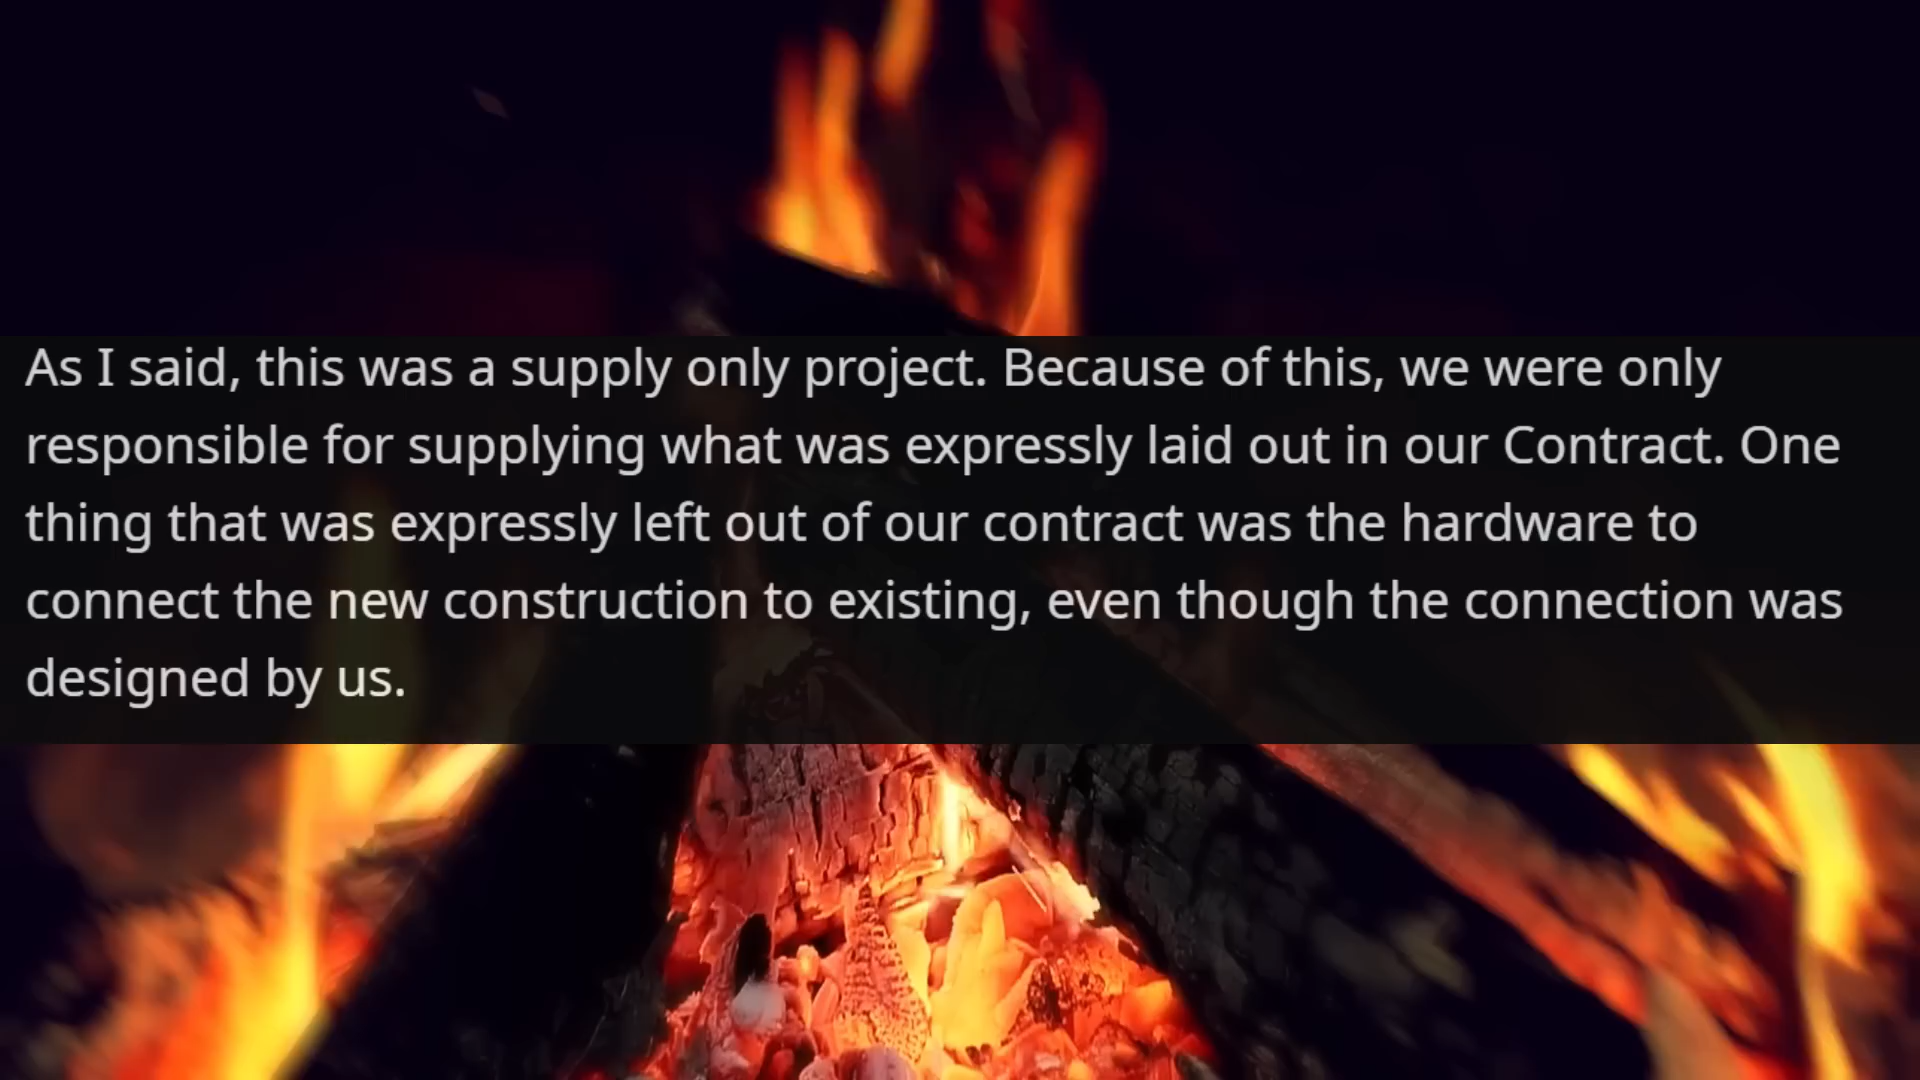 As I said, this was a supply only project. Because of this, we were only
responsible for supplying what was expressly laid out in our Contract. One
thing that was expressly left out of our contract was the hardware to
connect the new construction to existing, even though the connection was
designed by us.